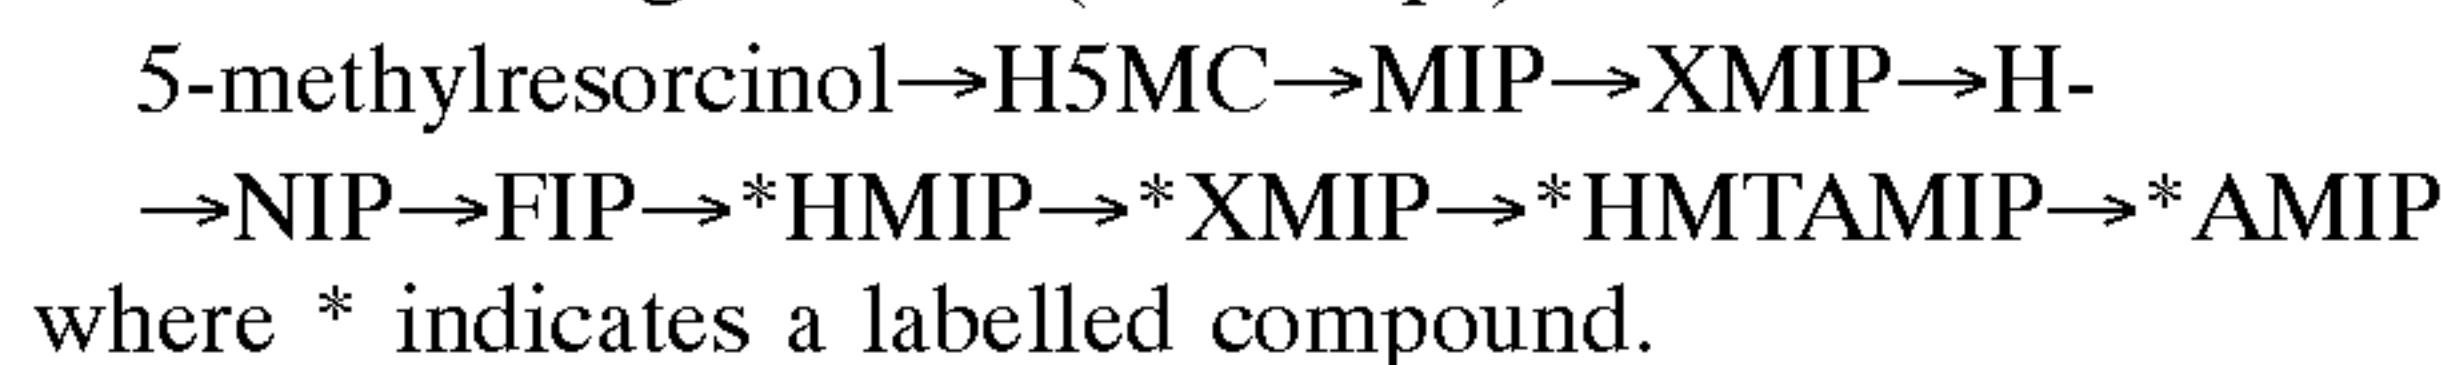 5-methylresorcinol→H5MC→MIP→XMIP→H-
→NIP→FIP→*HMIP→*XMIP→*HMTAMIP→*AMIP
where * indicates a labelled compound.